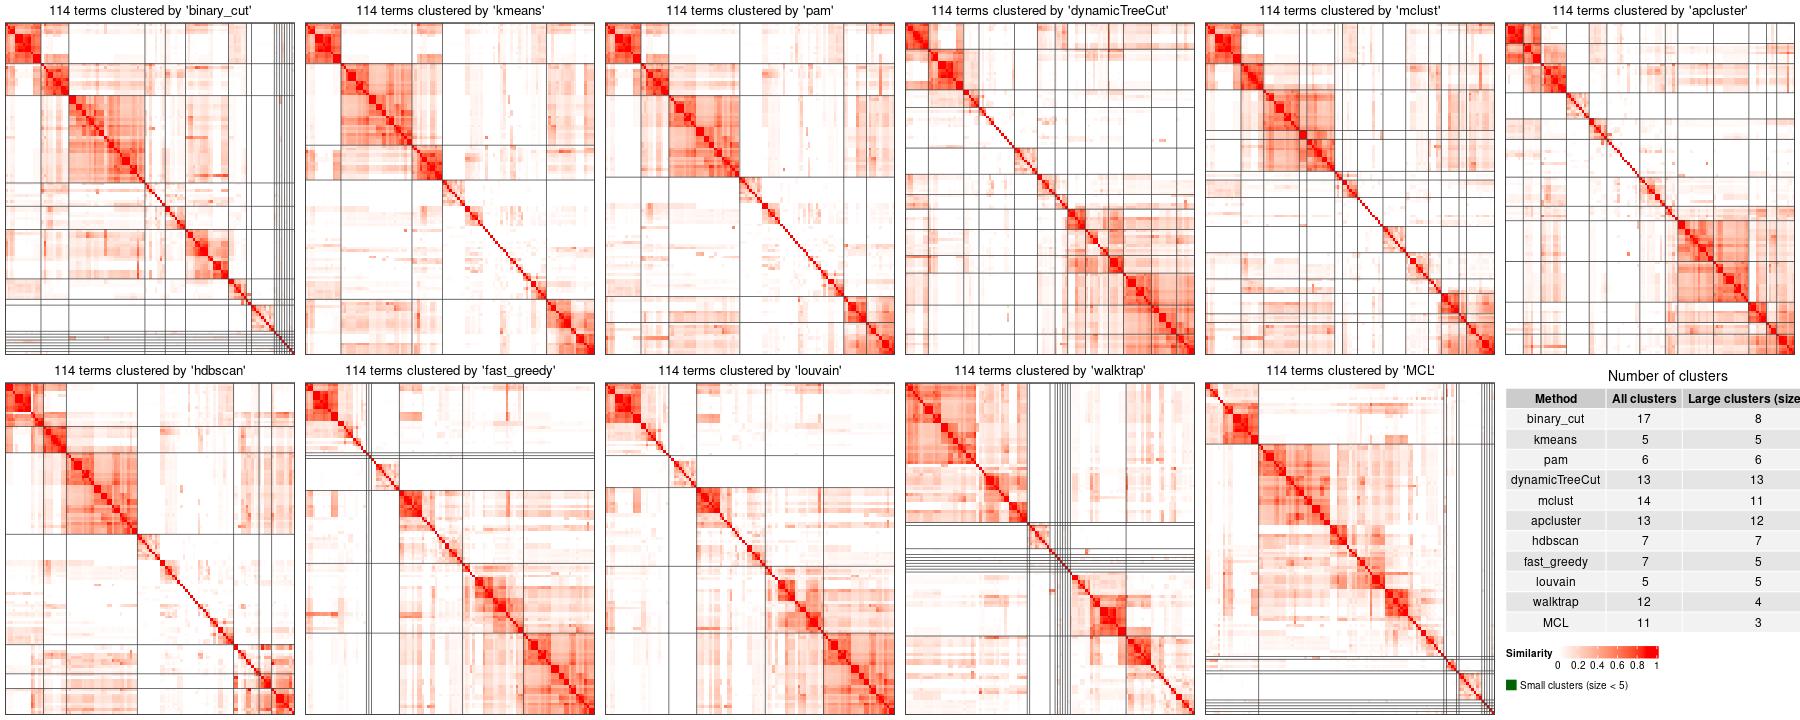 114 terms clustered by 'binary_cut'
114 terms clustered by 'kmeans'
114 terms clustered by 'pam'
114 terms clustered by 'dynamicTreeCut'
114 terms clustered by 'mclust'
114 terms clustered by 'apcluster'
114 terms clustered by 'hdbscan'
114 terms clustered by 'fast_greedy'
114 terms clustered by 'louvain'
114 terms clustered by 'walktrap'
114 terms clustered by 'MCL'
Number of clusters
Method All clusters Large clusters (size
binary_cut 17 8
kmeans 5 5
pam 6 6
dynamicTreeCut 13 13
mclust 14 11
apcluster 13 12
hdbscan 7 7
fast_greedy 7 5
louvain 5 5
walktrap 12 4
MCL 11 3
Similarity
0 0.2 0.4 0.6 0.8 1
Small clusters (size < 5)